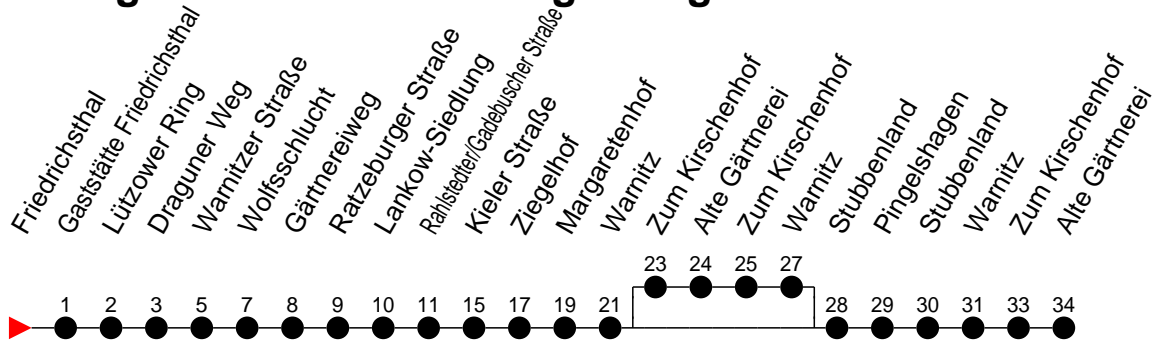 Friedrichsthal
Gaststätte Friedrichsthal
Lützower Ring
Draguner Weg
Warnitzer Straße
Wolfsschlucht
Gärtnereiweg
Ratzeburger Straße
Lankow-Siedlung
Rahlstedter/Gadebuscher Straße
Kieler Straße
Ziegelhof
Margaretenhof
Warnitz
Zum Kirschenhof
Alte Gärtnerei
Zum Kirschenhof
Warnitz
Stubbenland
Pingelshagen
Stubbenland
Warnitz
Zum Kirschenhof
Alte Gärtnerei
23 24 25 27
1 2 3 5 7 8 9 10 11 15 17 19 21 28 29 30 31 33 34